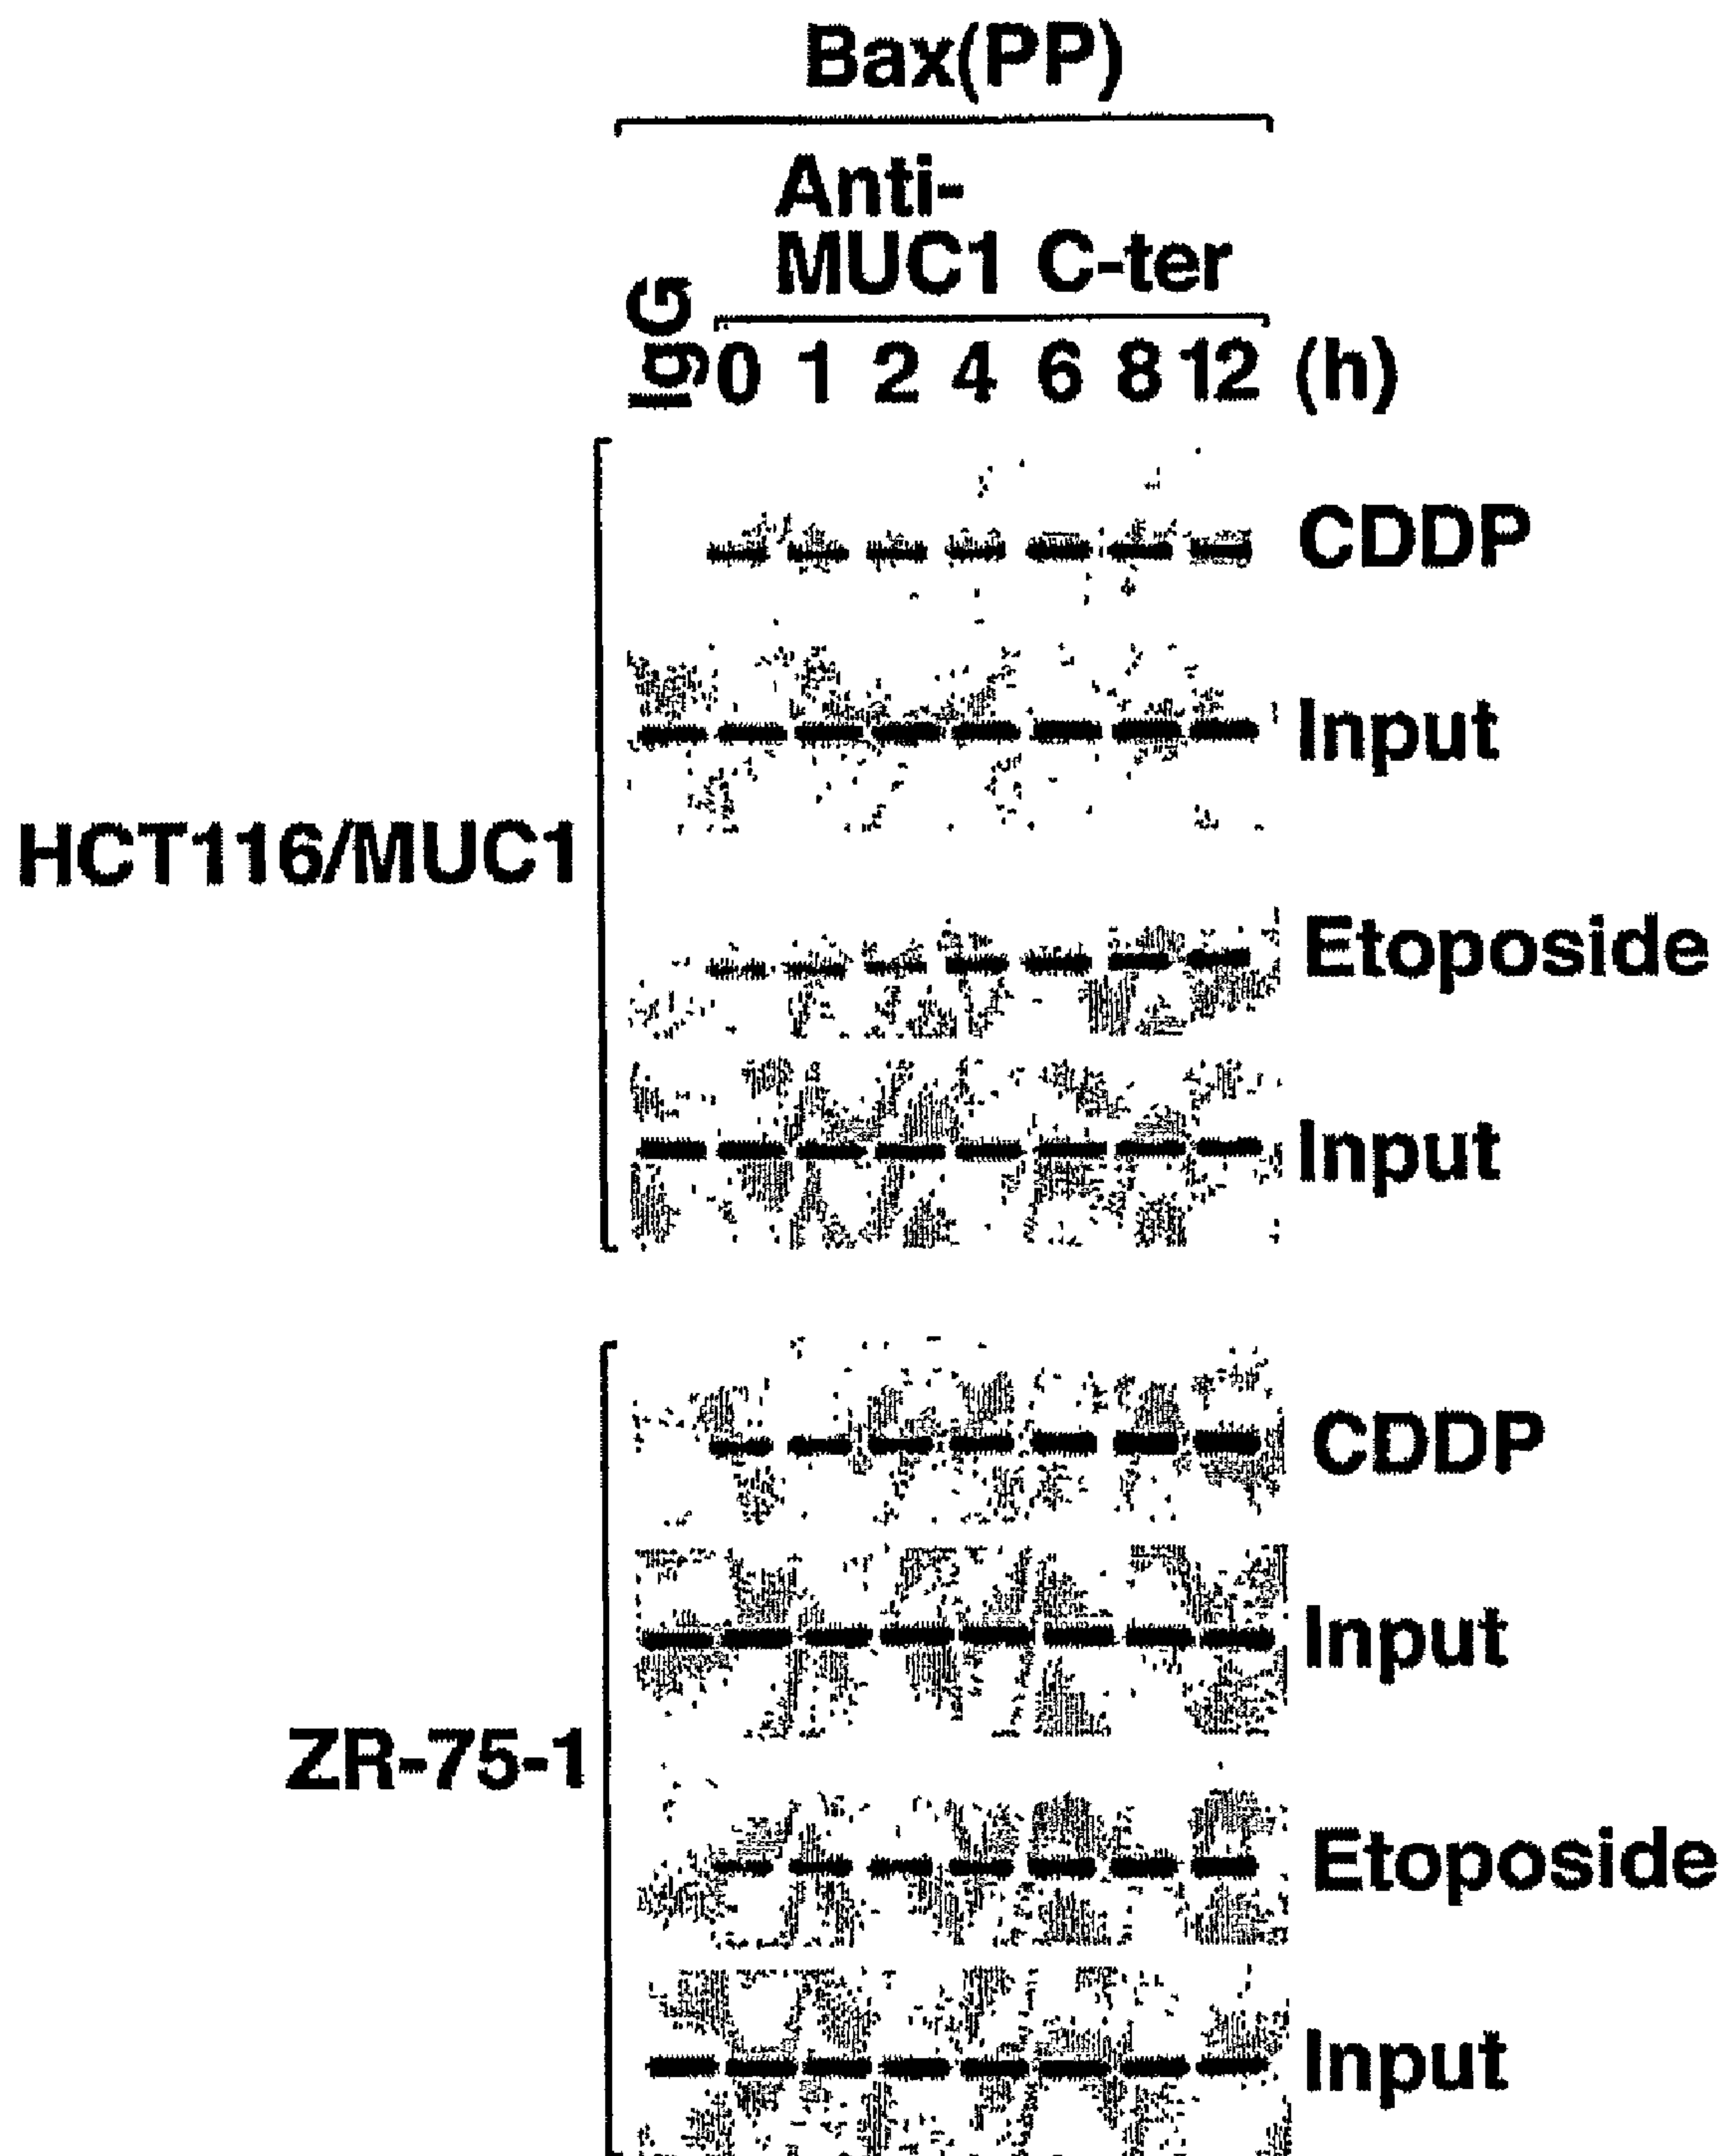 Bax(PP)
Anti-
MUC1 C-ter
IgG 0 1 2 4 6 8 12 (h)
CDDP
Input
HCT116/MUC1
Etoposide
Input
CDDP
Input
ZR-75-1
Etoposide
Input